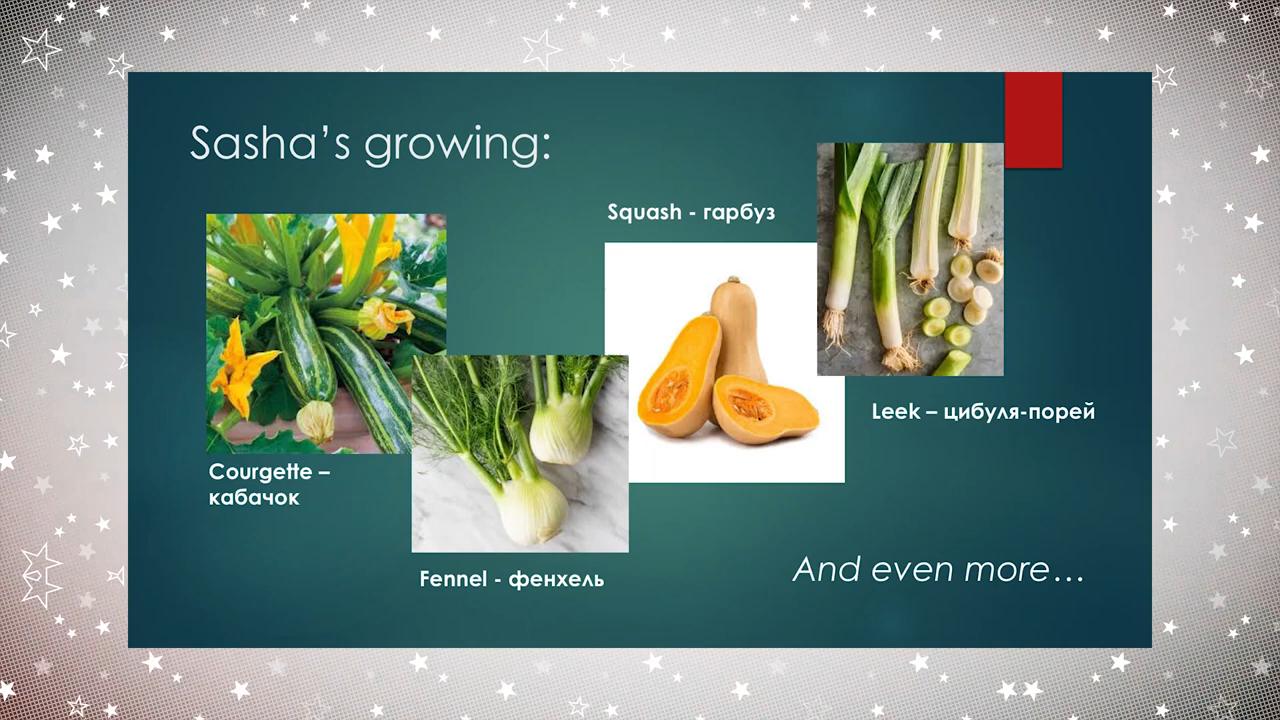 Sasha's growing:
Squash - гарбуз
Leek – цибуля-порей
Courgette –
кабачок
Fennel - фенхель
And even more…